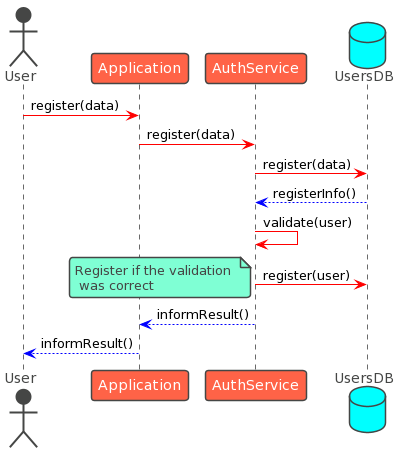 User
Application
AuthService
UsersDB
register(data)
register(data)
register(data)
registerInfo()
validate(user)
Register if the validation
was correct
register(user)
informResult()
informResult()
User
Application
AuthService
UsersDB